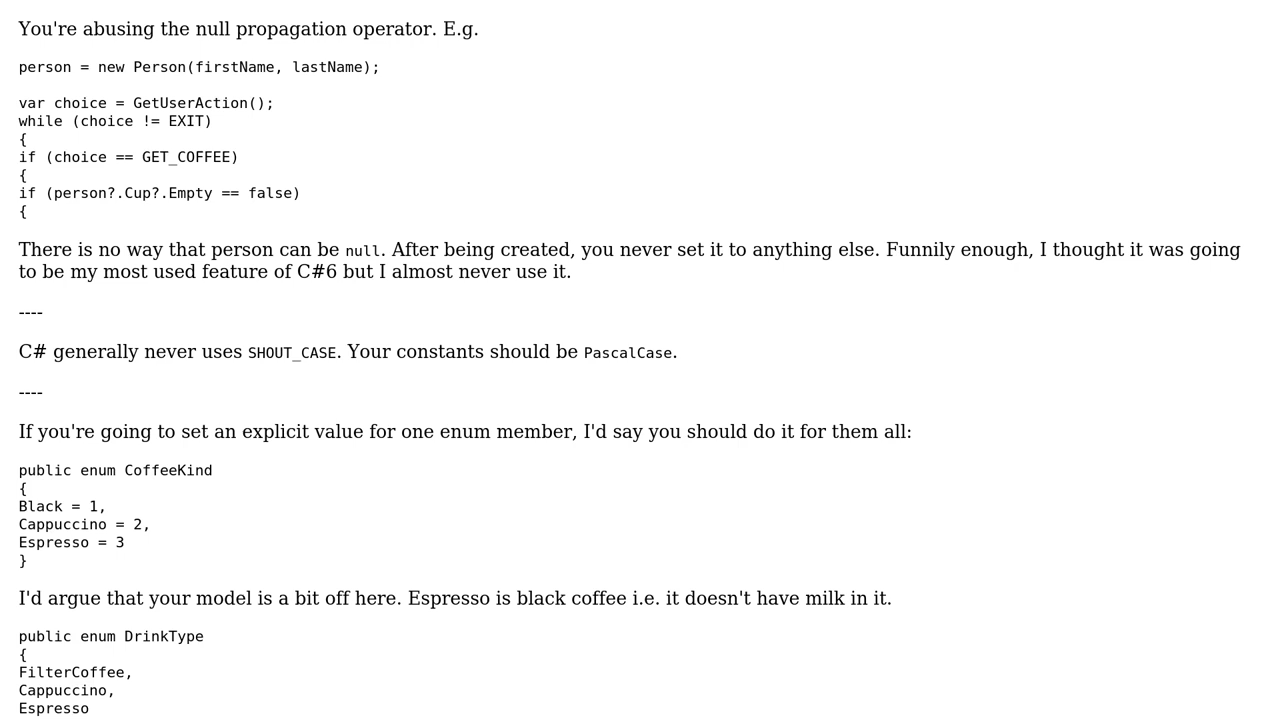 You're abusing the null propagation operator. E.g.
person = new Person(firstName, lastName);
var choice = GetUserAction();
while (choice != EXIT)
{
if (choice == GET_COFFEE)
{
if (person?.Cup?.Empty == false)
{
There is no way that person can be null. After being created, you never set it to anything else. Funnily enough, I thought it was going
to be my most used feature of C#6 but I almost never use it.
----
C# generally never uses SHOUT_CASE. Your constants should be PascalCase.
----
If you're going to set an explicit value for one enum member, I'd say you should do it for them all:
public enum CoffeeKind
{
Black = 1,
Cappuccino = 2,
Espresso = 3
}
I'd argue that your model is a bit off here. Espresso is black coffee i.e. it doesn't have milk in it.
public enum DrinkType
{
FilterCoffee,
Cappuccino,
Espresso